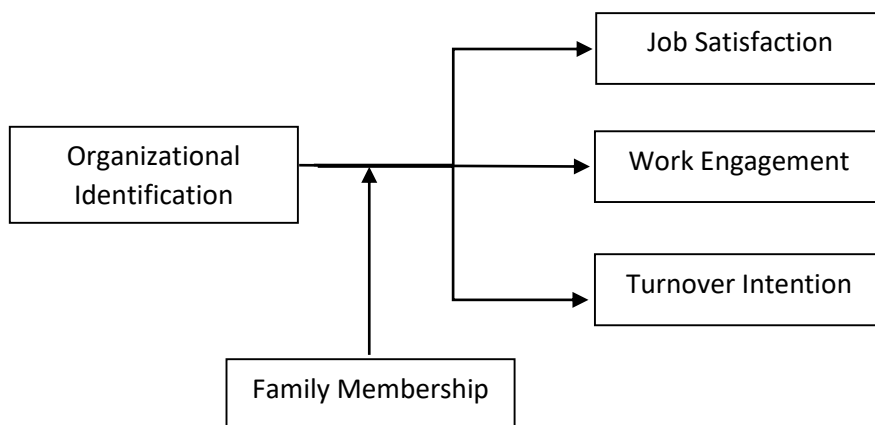 Job Satisfaction
Organizational
Identification
Work Engagement
Turnover Intention
Family Membership